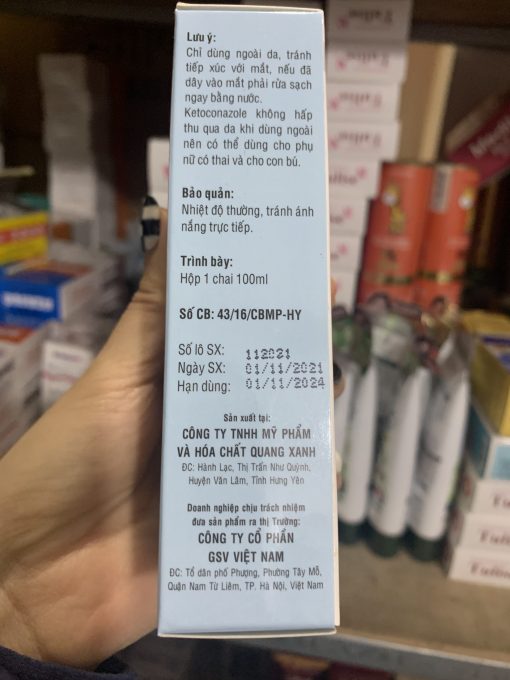 Lưu ý:
Chỉ dùng ngoài da, tránh
tiếp xúc với mắt, nếu đã
dây vào mắt phải rửa sạch
ngay bằng nước.
Ketoconazole không hấp
thu qua da khi dùng ngoài
nên có thể dùng cho phụ
nữ có thai và cho con bú.
Bảo quản:
Nhiệt độ thường, tránh ánh
nắng trực tiếp.
Trình bày:
Hộp 1 chai 100ml
Số CB: 43/16/CBMP-HY
Số lô SX: 112021
Ngày SX: 01/11/2021
Hạn dùng: 01/11/2024
Sản xuất tại:
CÔNG TY TNHH MỸ PHẨM
VÀ HÓA CHẤT QUANG XANH
ĐC: Hành Lạc, Thị Trấn Như Quỳnh,
Huyện Văn Lâm, Tỉnh Hưng Yên
Doanh nghiệp chịu trách nhiệm
đưa sản phẩm ra thị Trường:
CÔNG TY CỔ PHẦN
GSV VIỆT NAM
ĐC: Tổ dân phố Phượng, Phường Tây Mỗ,
Quận Nam Từ Liêm, TP. Hà Nội, Việt Nam